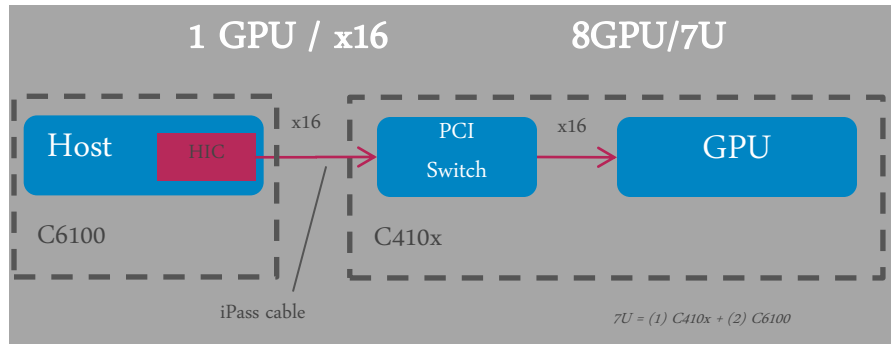 1 GPU / x16 8GPU/7U
Host
HIC
x16
PCI
Switch
x16
GPU
C6100
C410x
iPass cable
7U = (1) C410x + (2) C6100